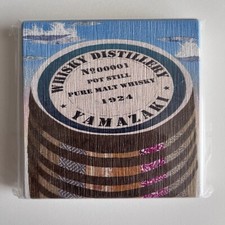 WHISKY DISTILLERY
Nº00001
POT STILL
PURE MALT WHISKY
1924
YAMAZAKI